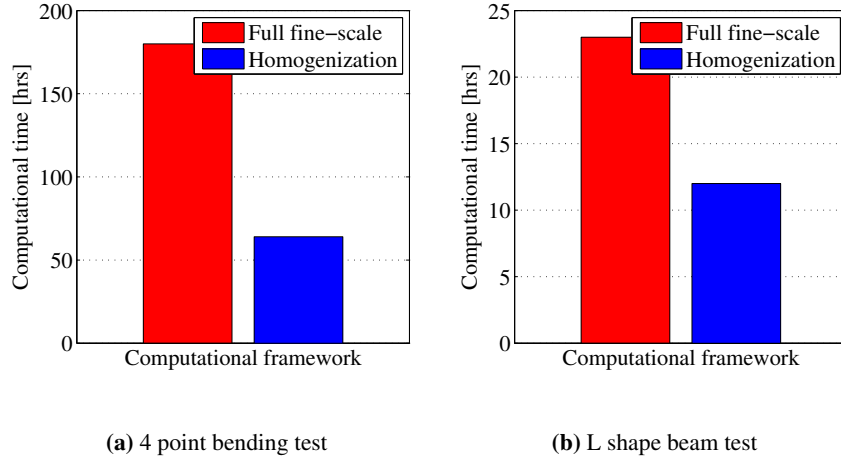 200
150
100
50
0
Computational time [hrs]
Full fine−scale
Homogenization
Computational framework
(a) 4 point bending test
25
20
15
10
5
0
Computational time [hrs]
Full fine−scale
Homogenization
Computational framework
(b) L shape beam test